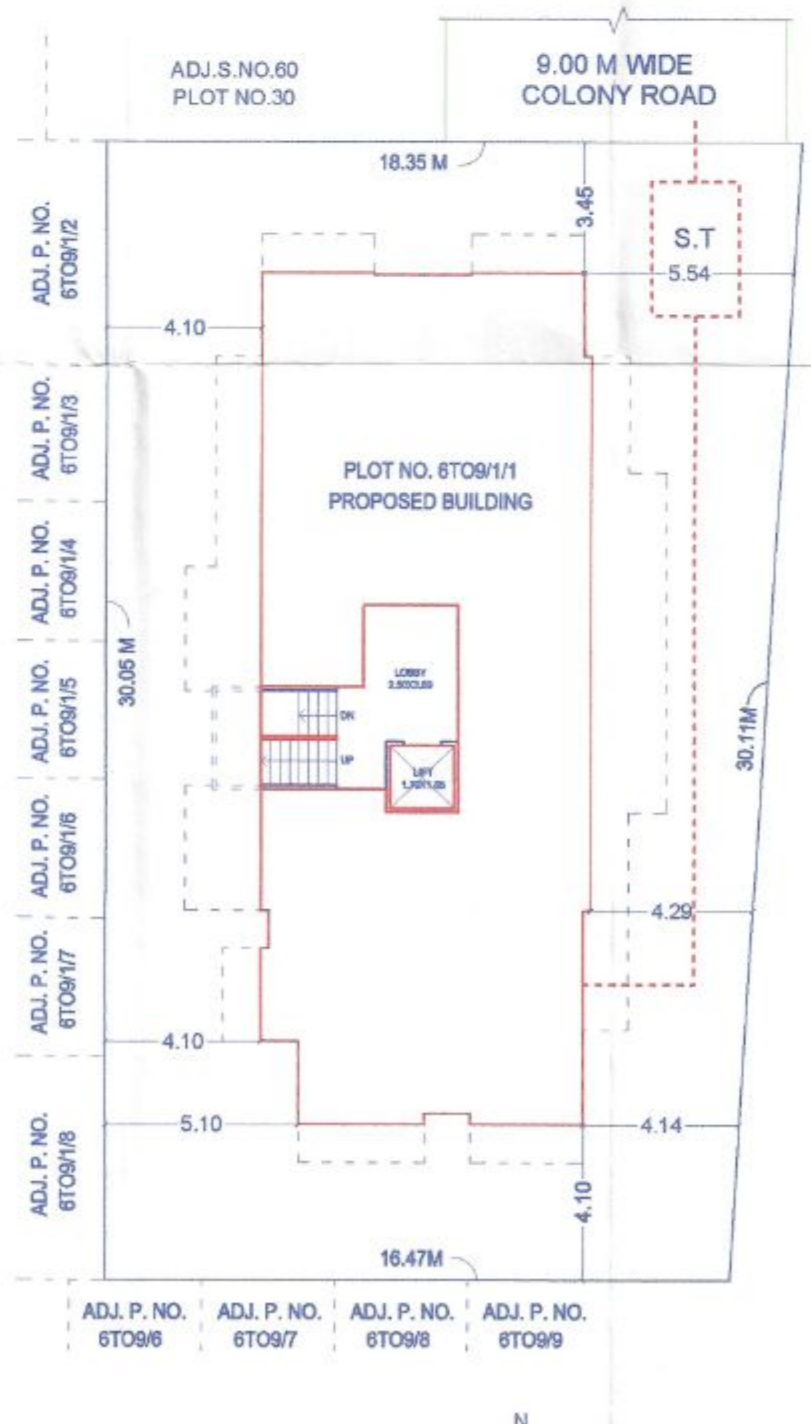 ADJ.S.NO.60
PLOT NO.30
9.00 M WIDE
COLONY ROAD
18.35 M
3.45
S.T
5.54
4.10
ADJ. P. NO.
6TO9/1/2
ADJ. P. NO.
6TO9/1/3
ADJ. P. NO.
6TO9/1/4
ADJ. P. NO.
6TO9/1/5
ADJ. P. NO.
6TO9/1/6
ADJ. P. NO.
6TO9/1/7
ADJ. P. NO.
6TO9/1/8
PLOT NO. 6TO9/1/1
PROPOSED BUILDING
30.05 M
LOBBY
DN
UP
LIFT
30.11M
4.29
4.10
5.10
4.14
4.10
16.47M
ADJ. P. NO.
6TO9/6
ADJ. P. NO.
6TO9/7
ADJ. P. NO.
6TO9/8
ADJ. P. NO.
6TO9/9
N